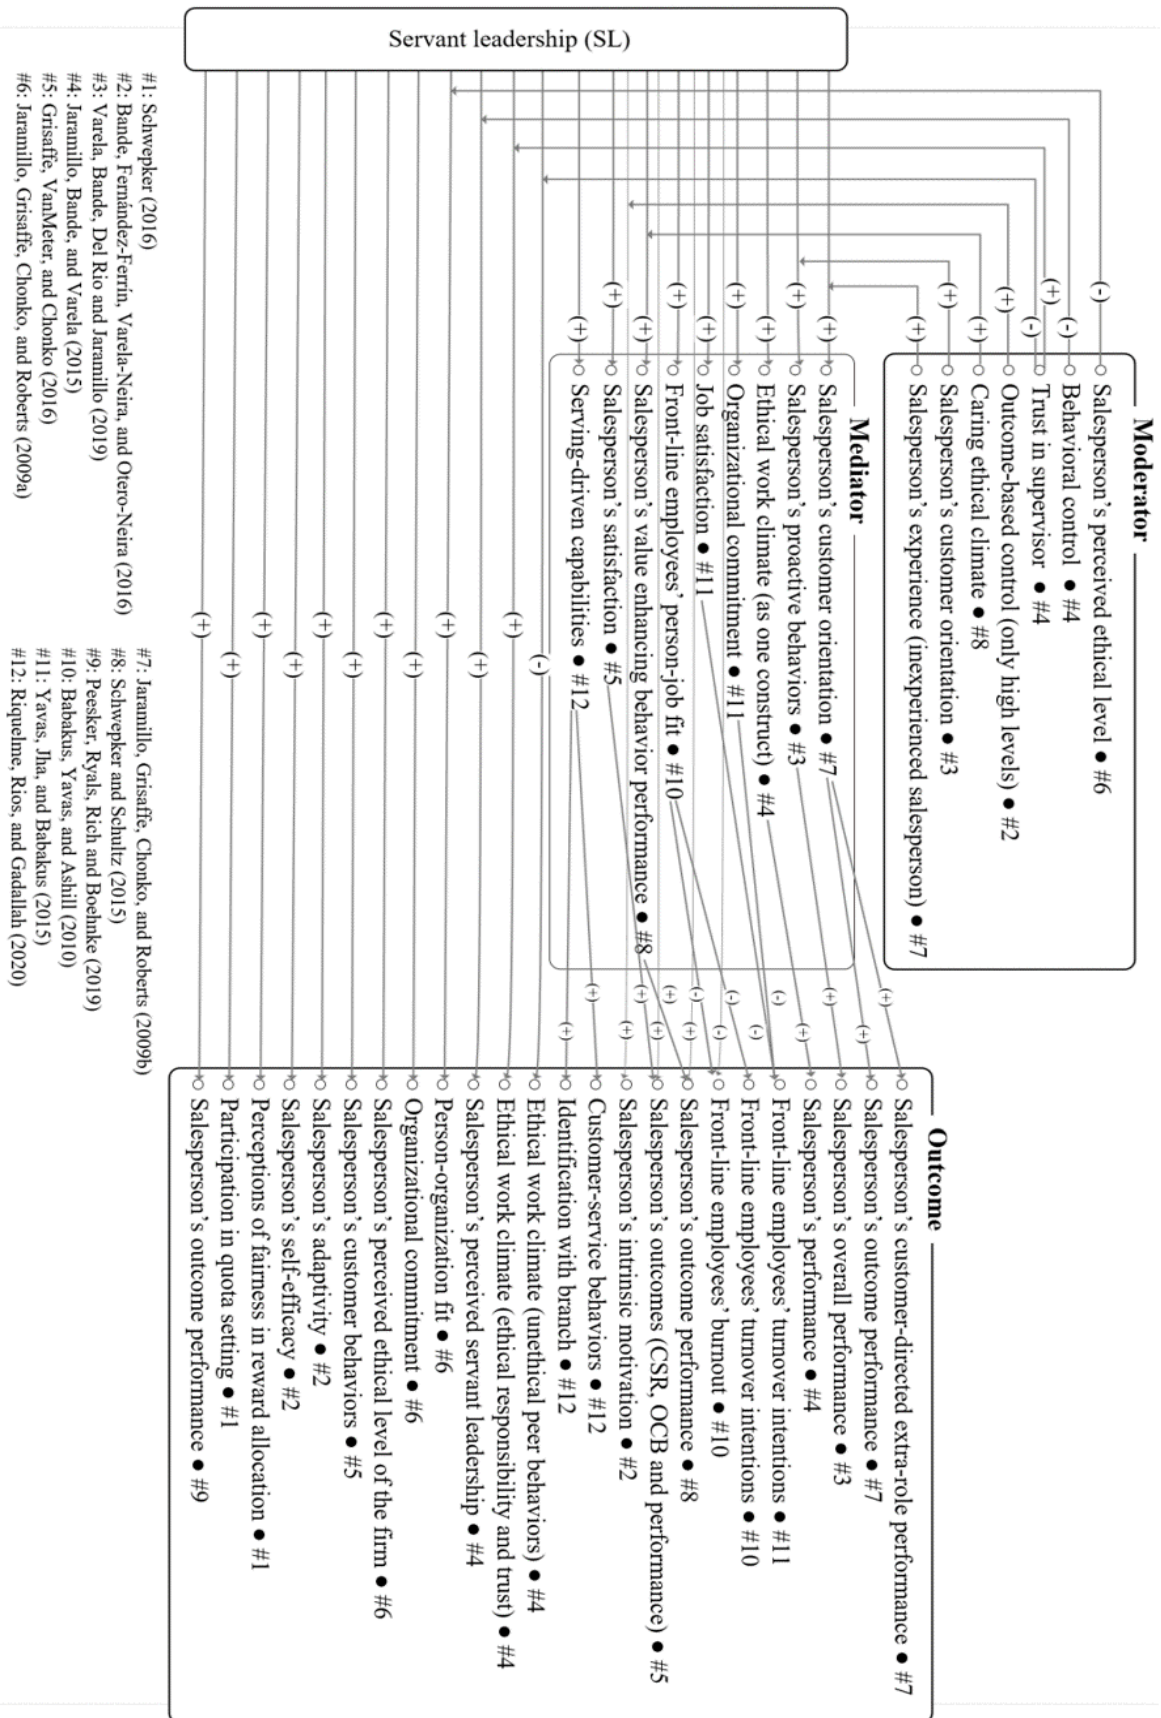 Servant leadership (SL)
Moderator
Salesperson's perceived ethical level ● #6
Behavioral control ● #4
Trust in supervisor ● #4
Outcome-based control (only high levels) ● #2
Caring ethical climate ● #8
Salesperson's customer orientation ● #3
Salesperson's experience (inexperienced salesperson) ● #7
(-)
(-)
(+)
(-)
(+)
(+)
(+)
(+)
Mediator
Salesperson's customer orientation ● #7
Salesperson's proactive behaviors ● #3
Ethical work climate (as one construct) ● #4
Organizational commitment ● #11
Job satisfaction ● #11
Front-line employees' person-job fit ● #10
Salesperson's value enhancing behavior performance ● #8
Salesperson's satisfaction ● #5
Serving-driven capabilities ● #12
(+)
(+)
(+)
(+)
(+)
(+)
(+)
(+)
(+)
Outcome
Salesperson's customer-directed extra-role performance ● #7
Salesperson's outcome performance ● #7
Salesperson's overall performance ● #3
Salesperson's performance ● #4
Front-line employees' turnover intentions ● #11
Front-line employees' turnover intentions ● #10
Front-line employees' burnout ● #10
Salesperson's outcome performance ● #8
Salesperson's outcomes (CSR, OCB and performance) ● #5
Salesperson's intrinsic motivation ● #2
Customer-service behaviors ● #12
Identification with branch ● #12
Ethical work climate (unethical peer behaviors) ● #4
Ethical work climate (ethical responsibility and trust) ● #4
Salesperson's perceived servant leadership ● #4
Person-organization fit ● #6
Organizational commitment ● #6
Salesperson's perceived ethical level of the firm ● #6
Salesperson's customer behaviors ● #5
Salesperson's adaptivity ● #2
Salesperson's self-efficacy ● #2
Perceptions of fairness in reward allocation ● #1
Participation in quota setting ● #1
Salesperson's outcome performance ● #9
(+)
(+)
(+)
(+)
(-)
(-)
(-)
(-)
(-)
(+)
(+)
(+)
(+)
(+)
(+)
(+)
(-)
(+)
(+)
(+)
(+)
(+)
(+)
(+)
(+)
(+)
(+)
(+)
#1: Schwepker (2016)
#2: Bande, Fernández-Ferrín, Varela-Neira, and Otero-Neira (2016)
#3: Varela, Bande, Del Rio and Jaramillo (2019)
#4: Jaramillo, Bande, and Varela (2015)
#5: Grisaffe, VanMeter, and Chonko (2016)
#6: Jaramillo, Grisaffe, Chonko, and Roberts (2009a)
#7: Jaramillo, Grisaffe, Chonko, and Roberts (2009b)
#8: Schwepker and Schultz (2015)
#9: Peesker, Ryals, Rich and Boehnke (2019)
#10: Babakus, Yavas, and Ashill (2010)
#11: Yavas, Jha, and Babakus (2015)
#12: Riquelme, Rios, and Gadallah (2020)